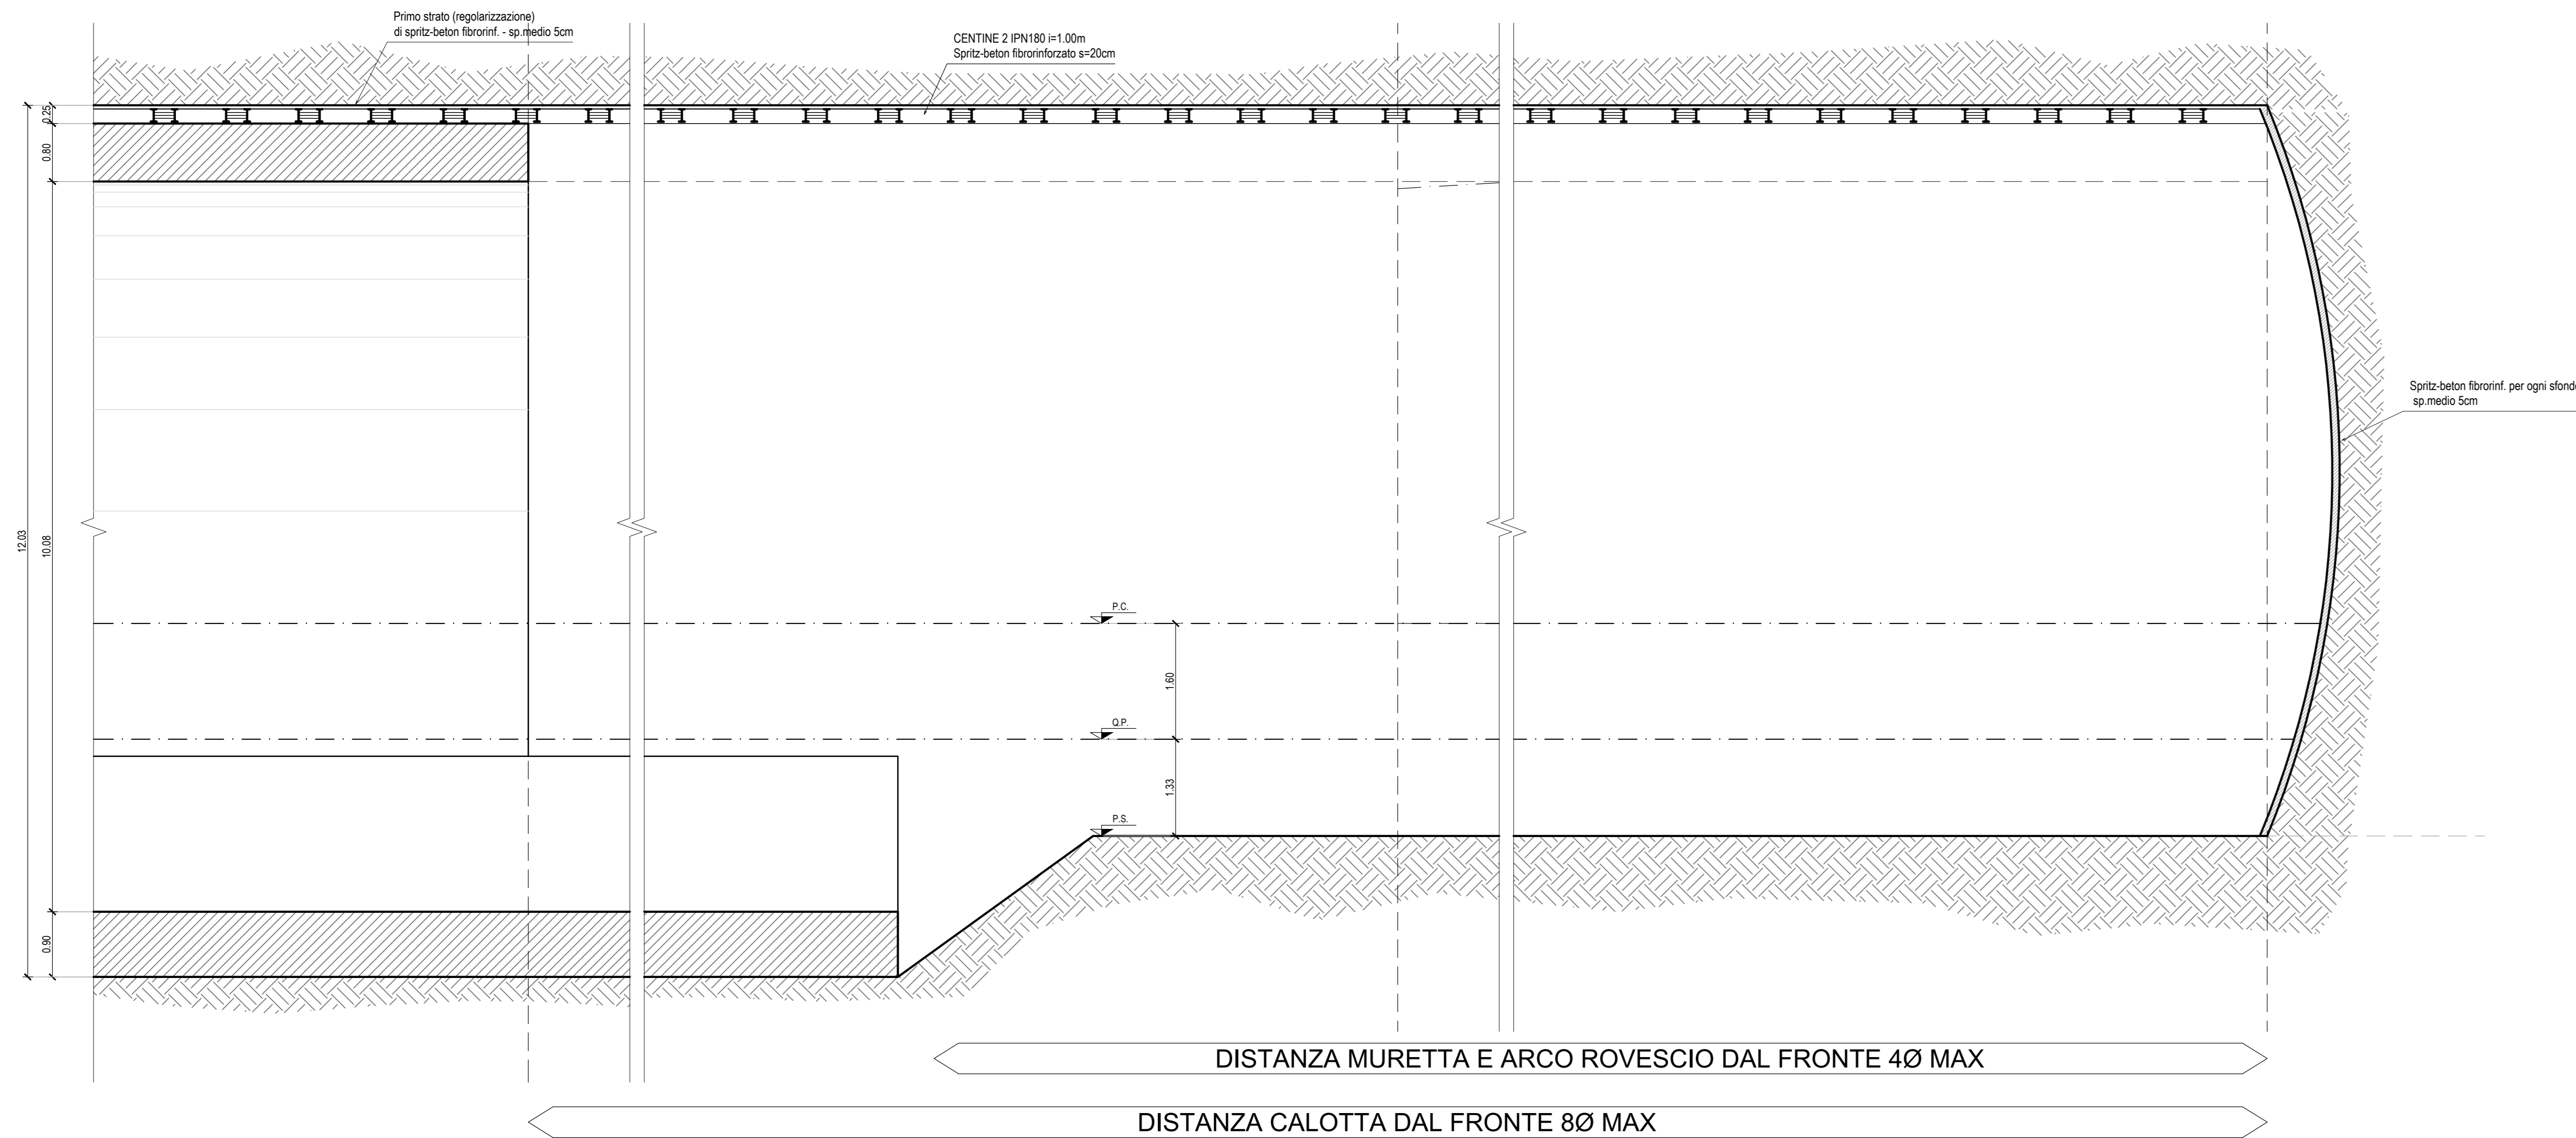 Primo strato (regolarizzazione)
di spritz-beton fibrorinf. - sp.medio 5cm
CENTINE 2 IPN180 i=1.00m
Spritz-beton fibrorinforzato s=20cm
0.25
0.80
12.03
10.08
0.90
Spritz-beton fibrorinf. per ogni sfondo
sp.medio 5cm
P.C.
1.60
Q.P.
1.33
P.S.
DISTANZA MURETTA E ARCO ROVESCIO DAL FRONTE 4Ø MAX
DISTANZA CALOTTA DAL FRONTE 8Ø MAX